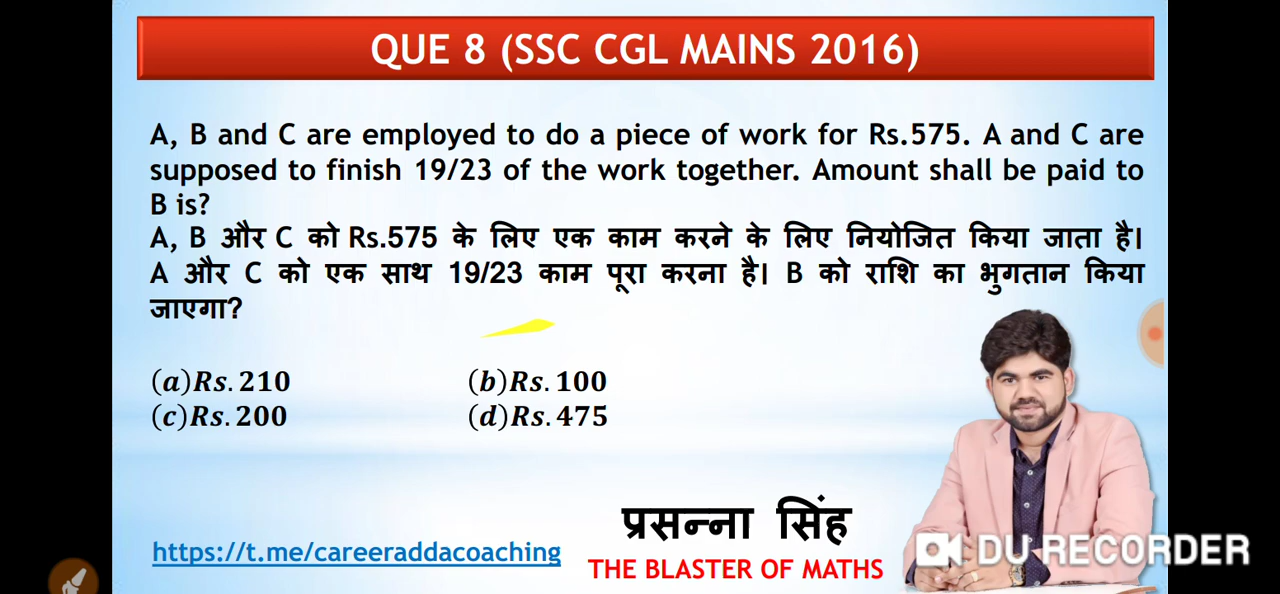 QUE 8 (SSC CGL MAINS 2016)
A, B and C are employed to do a piece of work for Rs.575. A and C are
supposed to finish 19/23 of the work together. Amount shall be paid to
B is?
A, B और C को Rs.575 के लिए एक काम करने के लिए नियोजित किया जाता है।
A और C को एक साथ 19/23 काम पूरा करना है। B को राशि का भुगतान किया
जाएगा?
(a)Rs. 210 (b)Rs. 100
(c)Rs. 200 (d)Rs. 475
प्रसन्ना सिंह
https://t.me/careeraddacoaching
THE BLASTER OF MATHS
DU RECORDER